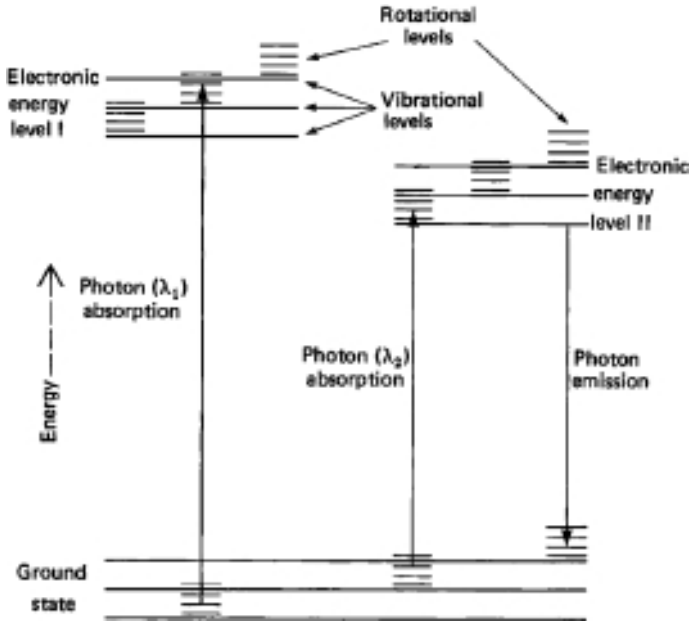 Rotational
levels
Electronic
energy
level I
Vibrational
levels
Electronic
energy
level II
Photon (λ₁)
absorption
Photon (λ₂)
absorption
Photon
emission
Energy
Ground
state